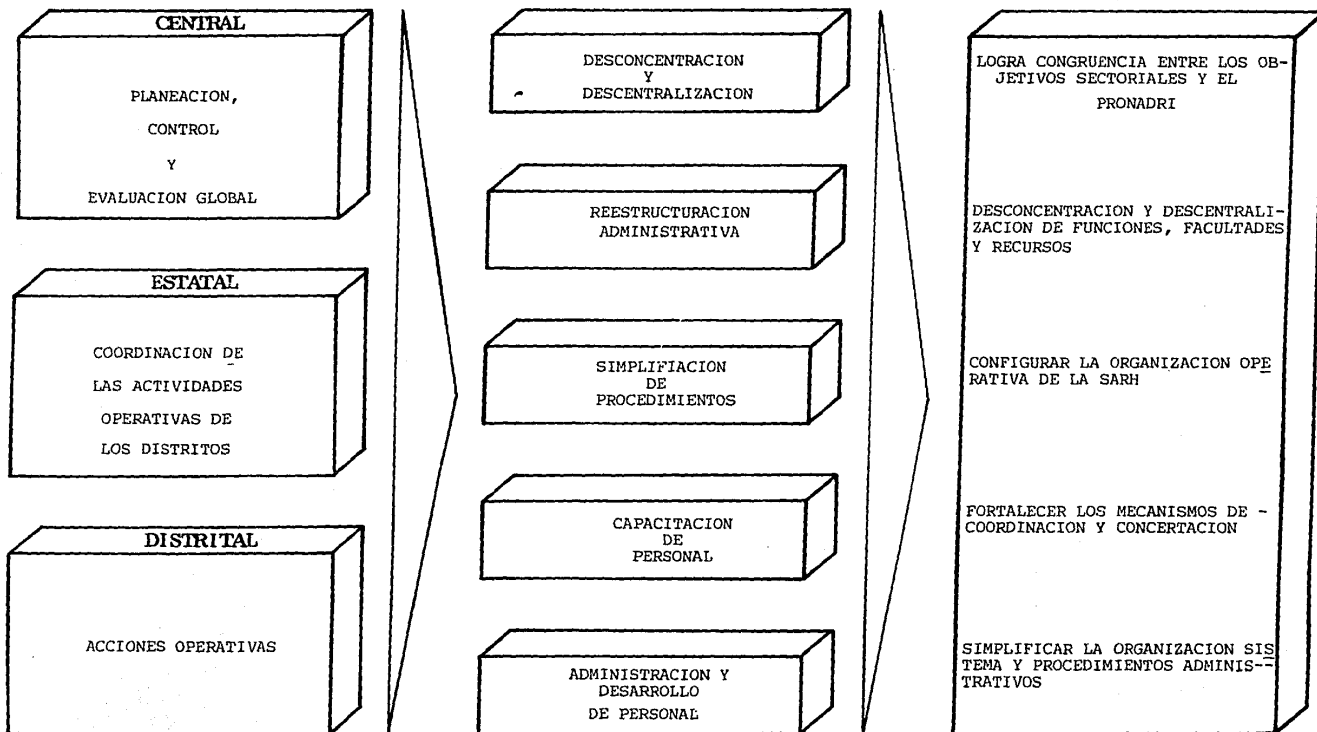 CENTRAL
PLANEACION,
CONTROL
Y
EVALUACION GLOBAL
ESTATAL
COORDINACION DE
LAS ACTIVIDADES
OPERATIVAS DE
LOS DISTRITOS
DISTRITAL
ACCIONES OPERATIVAS
DESCONCENTRACION
Y
DESCENTRALIZACION
REESTRUCTURACION
ADMINISTRATIVA
SIMPLIFIACION
DE
PROCEDIMIENTOS
CAPACITACION
DE
PERSONAL
ADMINISTRACION Y
DESARROLLO
DE PERSONAL
LOGRA CONGRUENCIA ENTRE LOS OB-
JETIVOS SECTORIALES Y EL
PRONADRI
DESCONCENTRACION Y DESCENTRALI-
ZACION DE FUNCIONES, FACULTADES
Y RECURSOS
CONFIGURAR LA ORGANIZACION OPE
RATIVA DE LA SARH
FORTALECER LOS MECANISMOS DE -
COORDINACION Y CONCERTACION
SIMPLIFICAR LA ORGANIZACION SIS
TEMA Y PROCEDIMIENTOS ADMINIS--
TRATIVOS